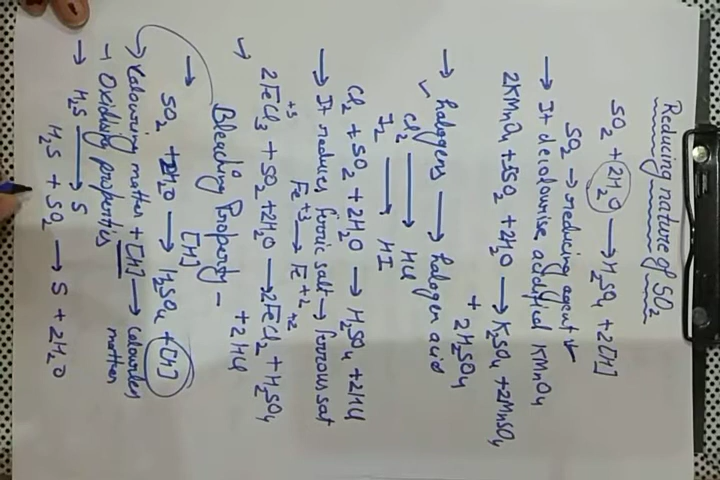 Reducing nature of SO₂
SO₂ + 2H₂O → H₂SO₄ + 2[H]
SO₂ → reducing agent
→ It decolourise acidified KMnO₄
2KMnO₄ + 5SO₂ + 2H₂O → K₂SO₄ + 2MnSO₄
+ 2H₂SO₄
→ halogens → halogen acid
✓ Cl₂ → HCl
I₂ → HI
Cl₂ + SO₂ + 2H₂O → H₂SO₄ + 2HCl
→ It reduces ferric salt → ferrous salt
Fe⁺³ → Fe⁺²
+3 +2
2FeCl₃ + SO₂ + 2H₂O → 2FeCl₂ + H₂SO₄
+ 2HCl
Bleaching Property –
[H]
→ SO₂ + 2H₂O → H₂SO₄ + [H]
→ Colouring matter + [H] → Colourless
matter
→ Oxidising properties
→ H₂S → S
H₂S + SO₂ → S + 2H₂O